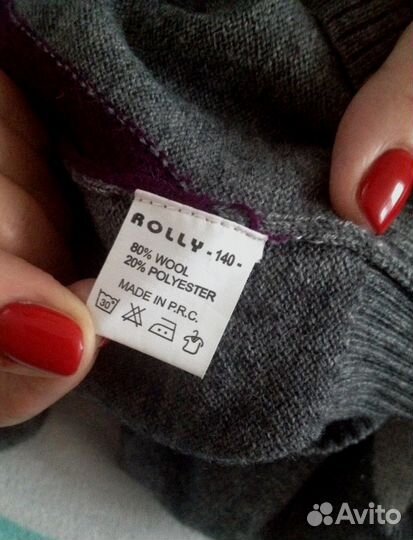 ROLLY - 140 -
80% WOOL
20% POLYESTER
MADE IN P.R.C.
30°
Avito